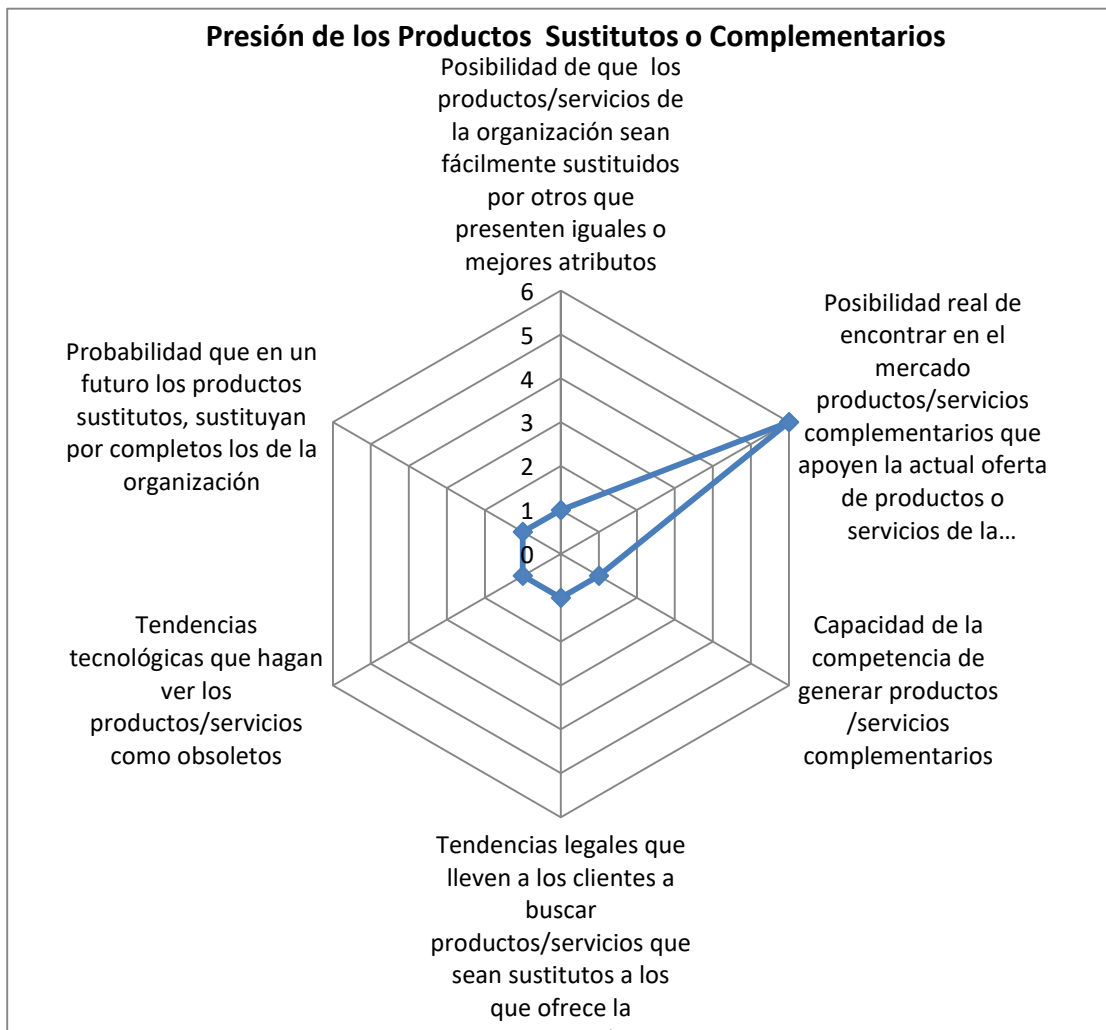 Presión de los Productos  Sustitutos o Complementarios
Posibilidad de que  los
productos/servicios de
la organización sean
fácilmente sustituidos
por otros que
presenten iguales o
mejores atributos
Posibilidad real de
encontrar en el
mercado
productos/servicios
complementarios que
apoyen la actual oferta
de productos o
servicios de la…
Capacidad de la
competencia de
generar productos
/servicios
complementarios
Tendencias legales que
lleven a los clientes a
buscar
productos/servicios que
sean sustitutos a los
que ofrece la
Tendencias
tecnológicas que hagan
ver los
productos/servicios
como obsoletos
Probabilidad que en un
futuro los productos
sustitutos, sustituyan
por completos los de la
organización
6
5
4
3
2
1
0